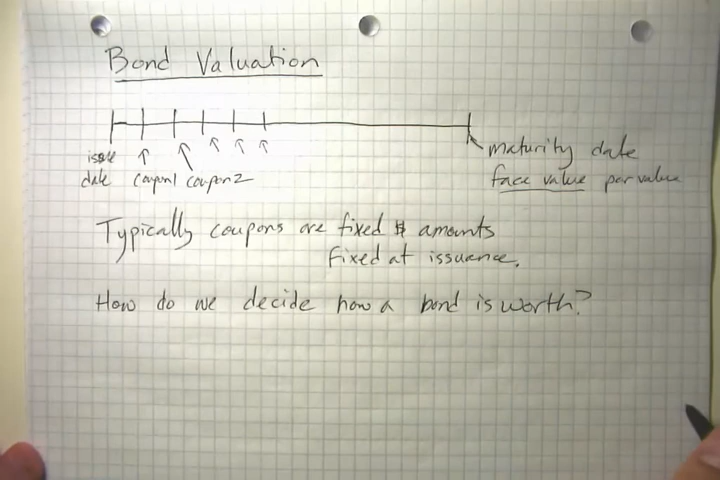 Bond Valuation
issue date
coupon1 coupon2
maturity date
face value par value
Typically coupons are fixed $ amounts
fixed at issuance.
How do we decide how a bond is worth?